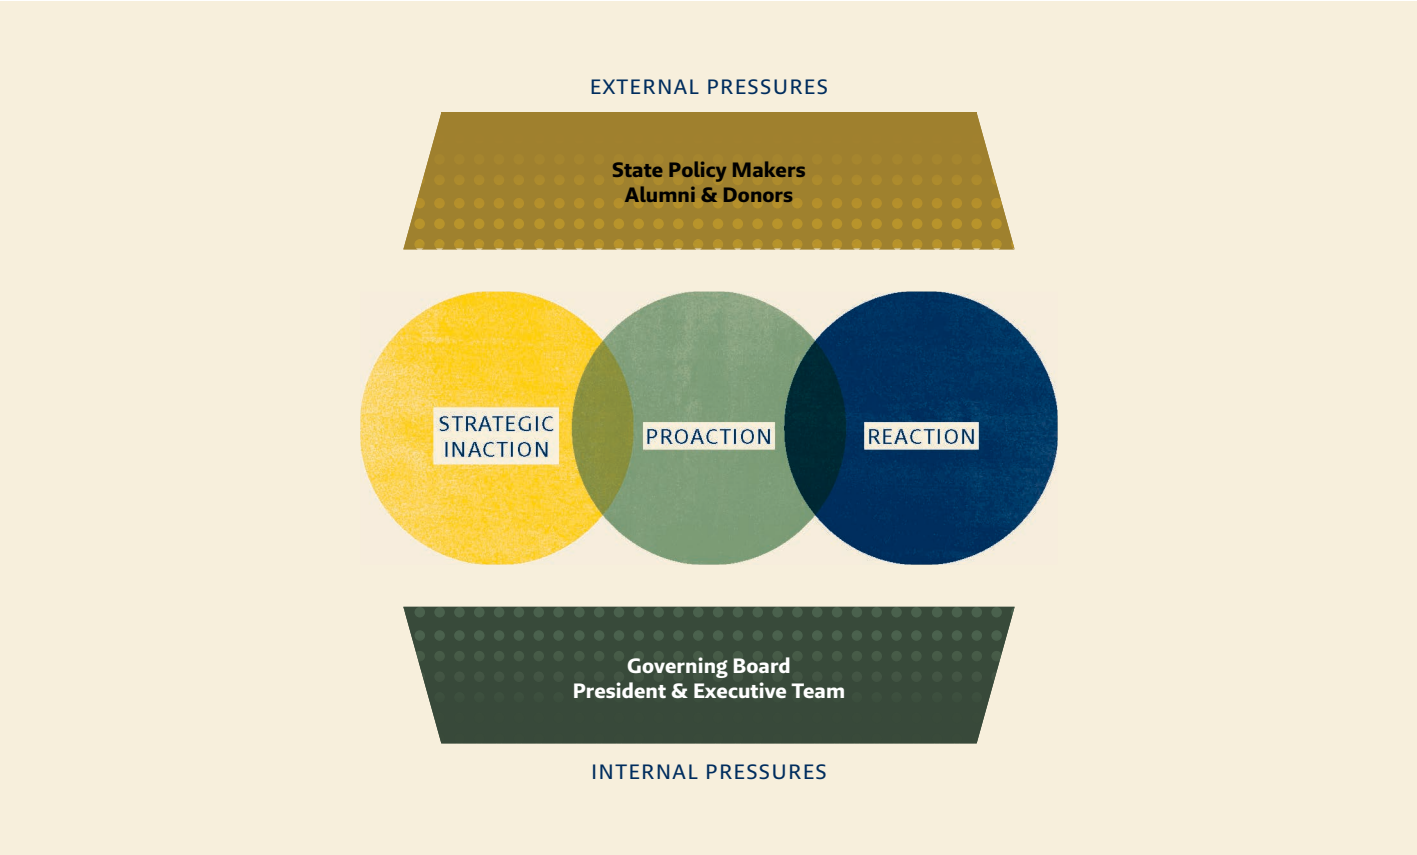 EXTERNAL PRESSURES
State Policy Makers
Alumni & Donors
STRATEGIC
INACTION
PROACTION
REACTION
Governing Board
President & Executive Team
INTERNAL PRESSURES